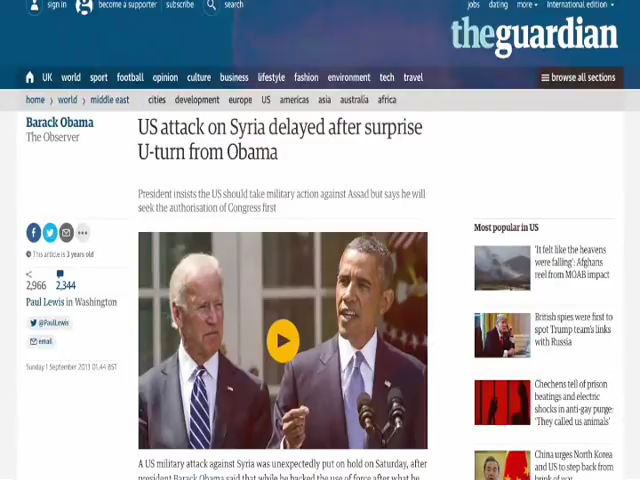 sign in
become a supporter
subscribe
search
jobs
dating
more
International edition
theguardian
UK world sport football opinion culture business lifestyle fashion environment tech travel
browse all sections
home › world › middle east
cities development europe US americas asia australia africa
Barack Obama
The Observer
US attack on Syria delayed after surprise
U-turn from Obama
President insists the US should take military action against Assad but says he will
seek the authorisation of Congress first
This article is 3 years old
2,966
2,344
Paul Lewis in Washington
@PaulLewis
email
Sunday 1 September 2013 01.44 BST
A US military attack against Syria was unexpectedly put on hold on Saturday, after
president Barack Obama said that while he backed the use of force after what he
Most popular in US
'It felt like the heavens
were falling': Afghans
reel from MOAB impact
British spies were first to
spot Trump team's links
with Russia
Chechens tell of prison
beatings and electric
shocks in anti-gay purge:
'They called us animals'
China urges North Korea
and US to step back from
brink of war